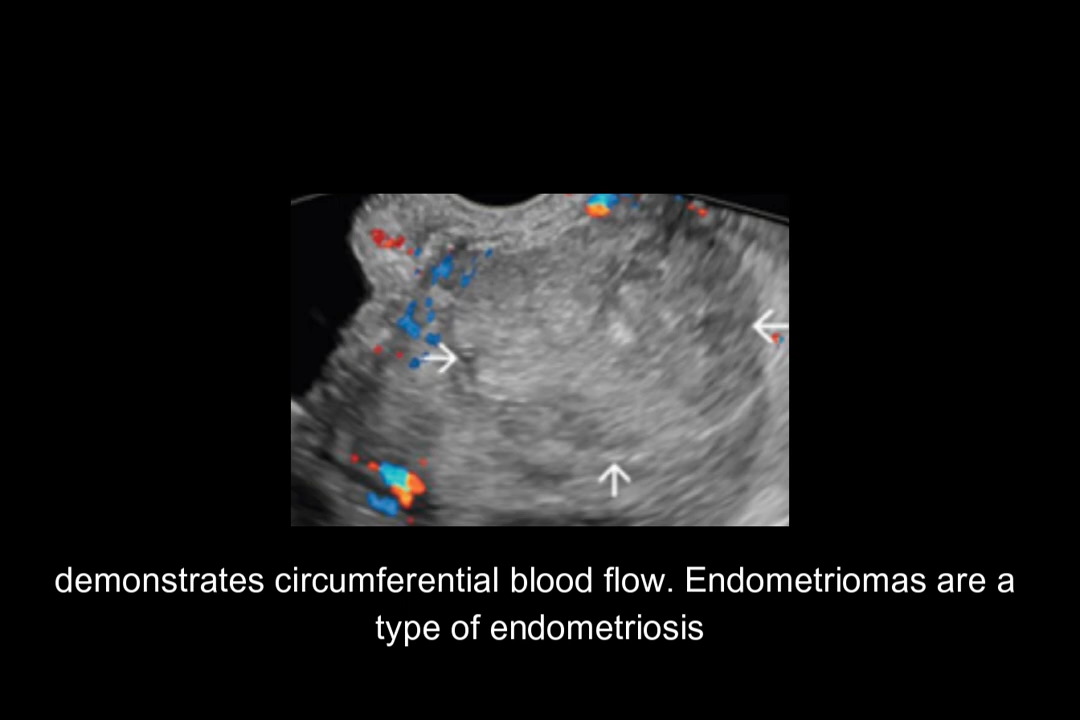 demonstrates circumferential blood flow. Endometriomas are a
type of endometriosis